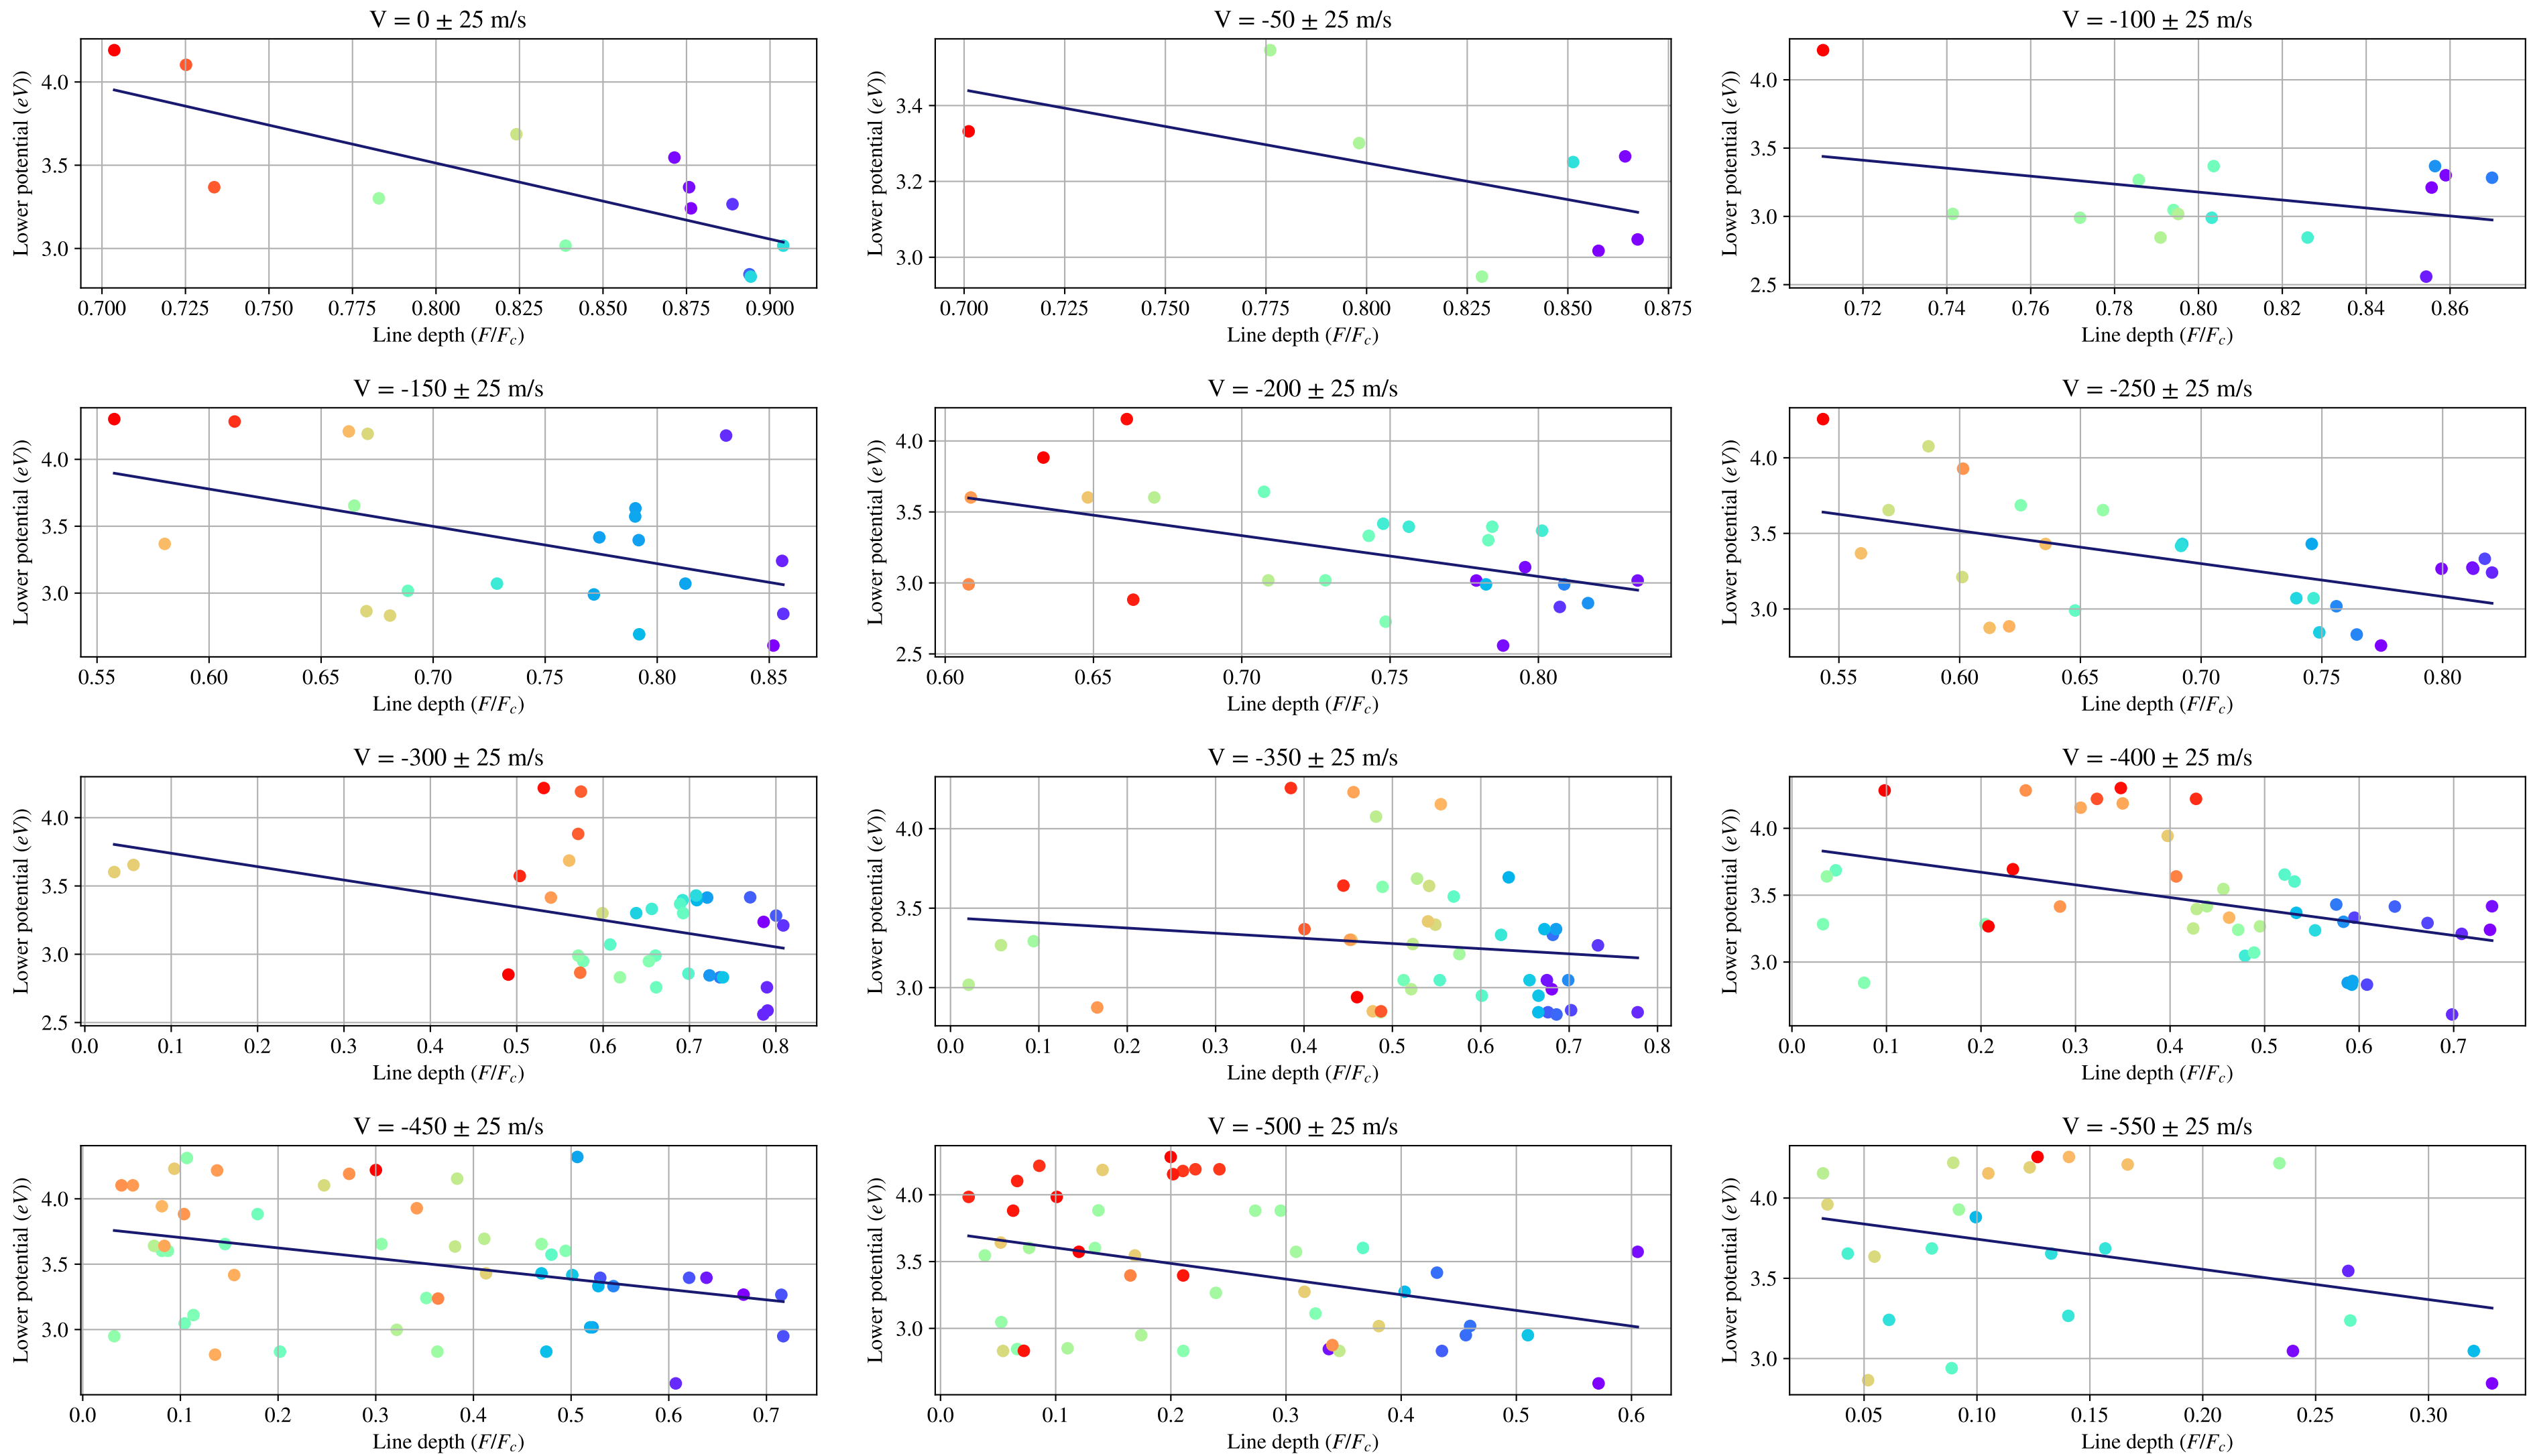 V = 0 ± 25 m/s
Lower potential (eV))
4.0
3.5
3.0
0.700 0.725 0.750 0.775 0.800 0.825 0.850 0.875 0.900
Line depth (F/Fc)
V = -50 ± 25 m/s
Lower potential (eV))
3.4
3.2
3.0
0.700 0.725 0.750 0.775 0.800 0.825 0.850 0.875
Line depth (F/Fc)
V = -100 ± 25 m/s
Lower potential (eV))
4.0
3.5
3.0
2.5
0.72 0.74 0.76 0.78 0.80 0.82 0.84 0.86
Line depth (F/Fc)
V = -150 ± 25 m/s
Lower potential (eV))
4.0
3.5
3.0
0.55 0.60 0.65 0.70 0.75 0.80 0.85
Line depth (F/Fc)
V = -200 ± 25 m/s
Lower potential (eV))
4.0
3.5
3.0
2.5
0.60 0.65 0.70 0.75 0.80
Line depth (F/Fc)
V = -250 ± 25 m/s
Lower potential (eV))
4.0
3.5
3.0
0.55 0.60 0.65 0.70 0.75 0.80
Line depth (F/Fc)
V = -300 ± 25 m/s
Lower potential (eV))
4.0
3.5
3.0
2.5
0.0 0.1 0.2 0.3 0.4 0.5 0.6 0.7 0.8
Line depth (F/Fc)
V = -350 ± 25 m/s
Lower potential (eV))
4.0
3.5
3.0
0.0 0.1 0.2 0.3 0.4 0.5 0.6 0.7 0.8
Line depth (F/Fc)
V = -400 ± 25 m/s
Lower potential (eV))
4.0
3.5
3.0
0.0 0.1 0.2 0.3 0.4 0.5 0.6 0.7
Line depth (F/Fc)
V = -450 ± 25 m/s
Lower potential (eV))
4.0
3.5
3.0
0.0 0.1 0.2 0.3 0.4 0.5 0.6 0.7
Line depth (F/Fc)
V = -500 ± 25 m/s
Lower potential (eV))
4.0
3.5
3.0
0.0 0.1 0.2 0.3 0.4 0.5 0.6
Line depth (F/Fc)
V = -550 ± 25 m/s
Lower potential (eV))
4.0
3.5
3.0
0.05 0.10 0.15 0.20 0.25 0.30
Line depth (F/Fc)